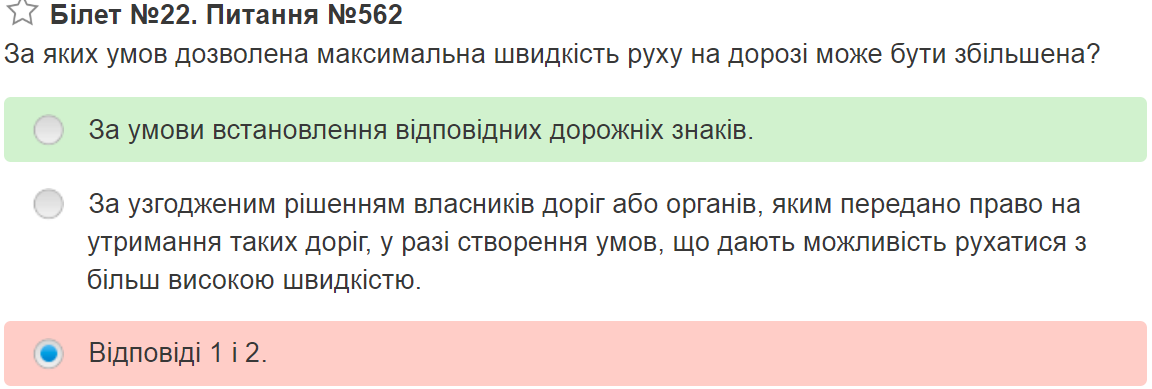 Білет №22. Питання №562
За яких умов дозволена максимальна швидкість руху на дорозі може бути збільшена?
За умови встановлення відповідних дорожніх знаків.
За узгодженим рішенням власників доріг або органів, яким передано право на
утримання таких доріг, у разі створення умов, що дають можливість рухатися з
більш високою швидкістю.
Відповіді 1 і 2.